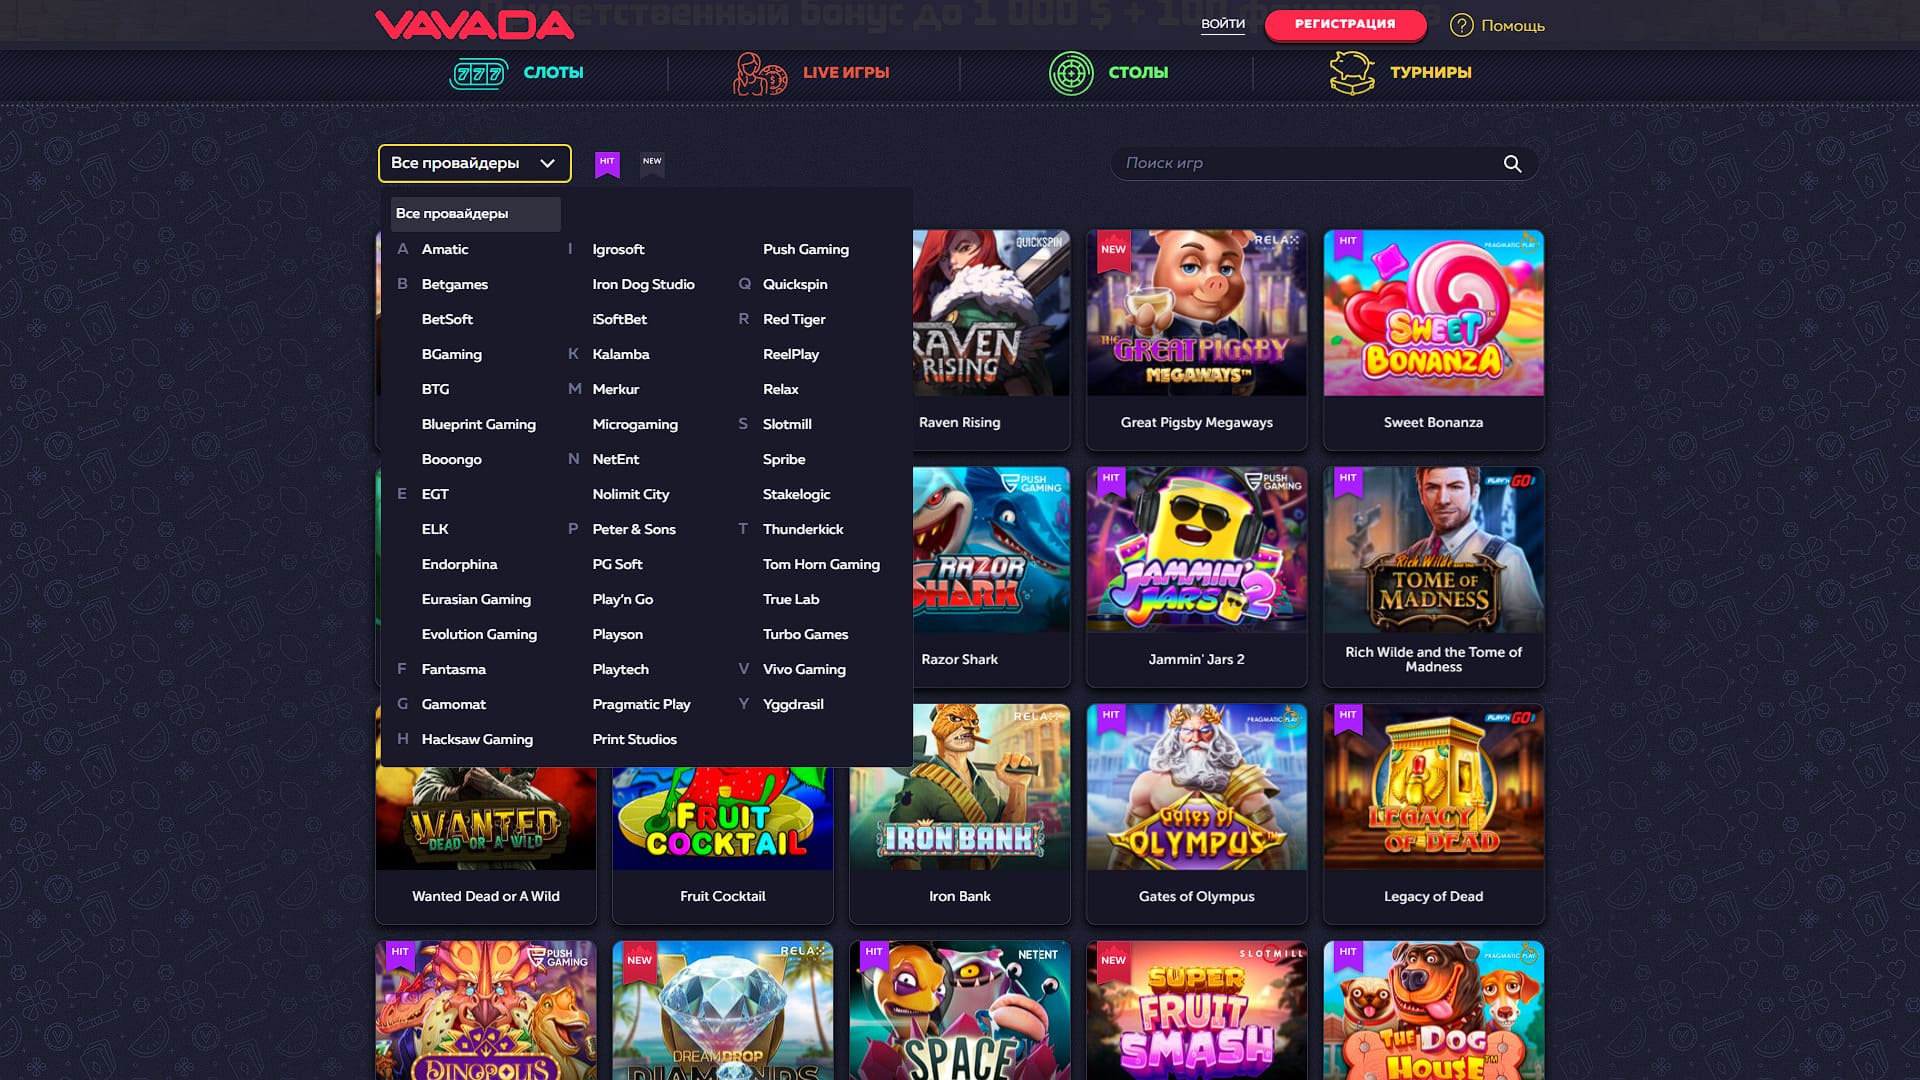 Приветственный бонус до 1 000 $ + 100 фриспинов
VAVADA
ВОЙТИ
РЕГИСТРАЦИЯ
? Помощь
777 СЛОТЫ
LIVE ИГРЫ
СТОЛЫ
ТУРНИРЫ
Все провайдеры
HIT
NEW
Поиск игр
Все провайдеры
A Amatic
B Betgames
BetSoft
BGaming
BTG
Blueprint Gaming
Booongo
E EGT
ELK
Endorphina
Eurasian Gaming
Evolution Gaming
F Fantasma
G Gamomat
H Hacksaw Gaming
I Igrosoft
Iron Dog Studio
iSoftBet
K Kalamba
M Merkur
Microgaming
N NetEnt
Nolimit City
P Peter & Sons
PG Soft
Play’n Go
Playson
Playtech
Pragmatic Play
Print Studios
Push Gaming
Q Quickspin
R Red Tiger
ReelPlay
Relax
S Slotmill
Spribe
Stakelogic
T Thunderkick
Tom Horn Gaming
True Lab
Turbo Games
V Vivo Gaming
Y Yggdrasil
QUICKSPIN
RAVEN
RISING
Raven Rising
NEW
RELAX
THE
GREAT PIGSBY
MEGAWAYS™
Great Pigsby Megaways
HIT
PRAGMATIC PLAY
SWEET™
BONANZA
Sweet Bonanza
PUSH
GAMING
RAZOR
SHARK
Razor Shark
HIT
PUSH
GAMING
JAMMIN'
JARS 2
Jammin' Jars 2
HIT
PLAY'N GO
Rich Wilde and the
TOME OF
MADNESS
Rich Wilde and the Tome of
Madness
WANTED
DEAD OR A WILD
Wanted Dead or A Wild
FRUIT
COCKTAIL
Fruit Cocktail
RELAX
IRON BANK
Iron Bank
HIT
PRAGMATIC PLAY
Gates of
OLYMPUS™
Gates of Olympus
HIT
PLAY'N GO
LEGACY
OF DEAD
Legacy of Dead
HIT
PUSH
GAMING
DINOPOLIS
NEW
RELAX
DREAM DROP
DIAMONDS
HIT
NETENT
SPACE
NEW
SLOTMILL
SUPER
FRUIT
SMASH
HIT
PRAGMATIC PLAY
THE DOG
HOUSE™